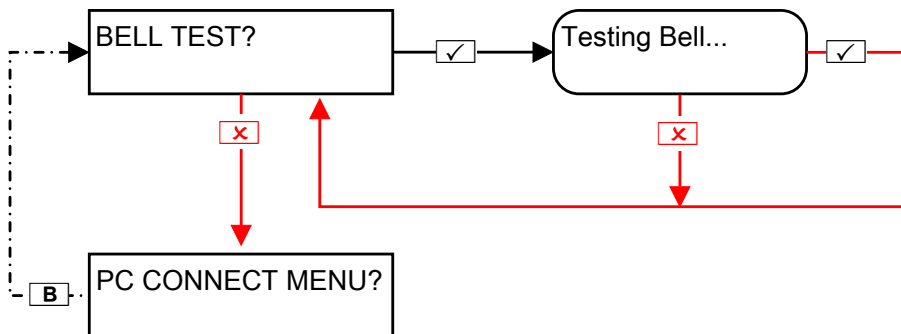 BELL TEST?
✓
Testing Bell...
✓
x
x
PC CONNECT MENU?
B